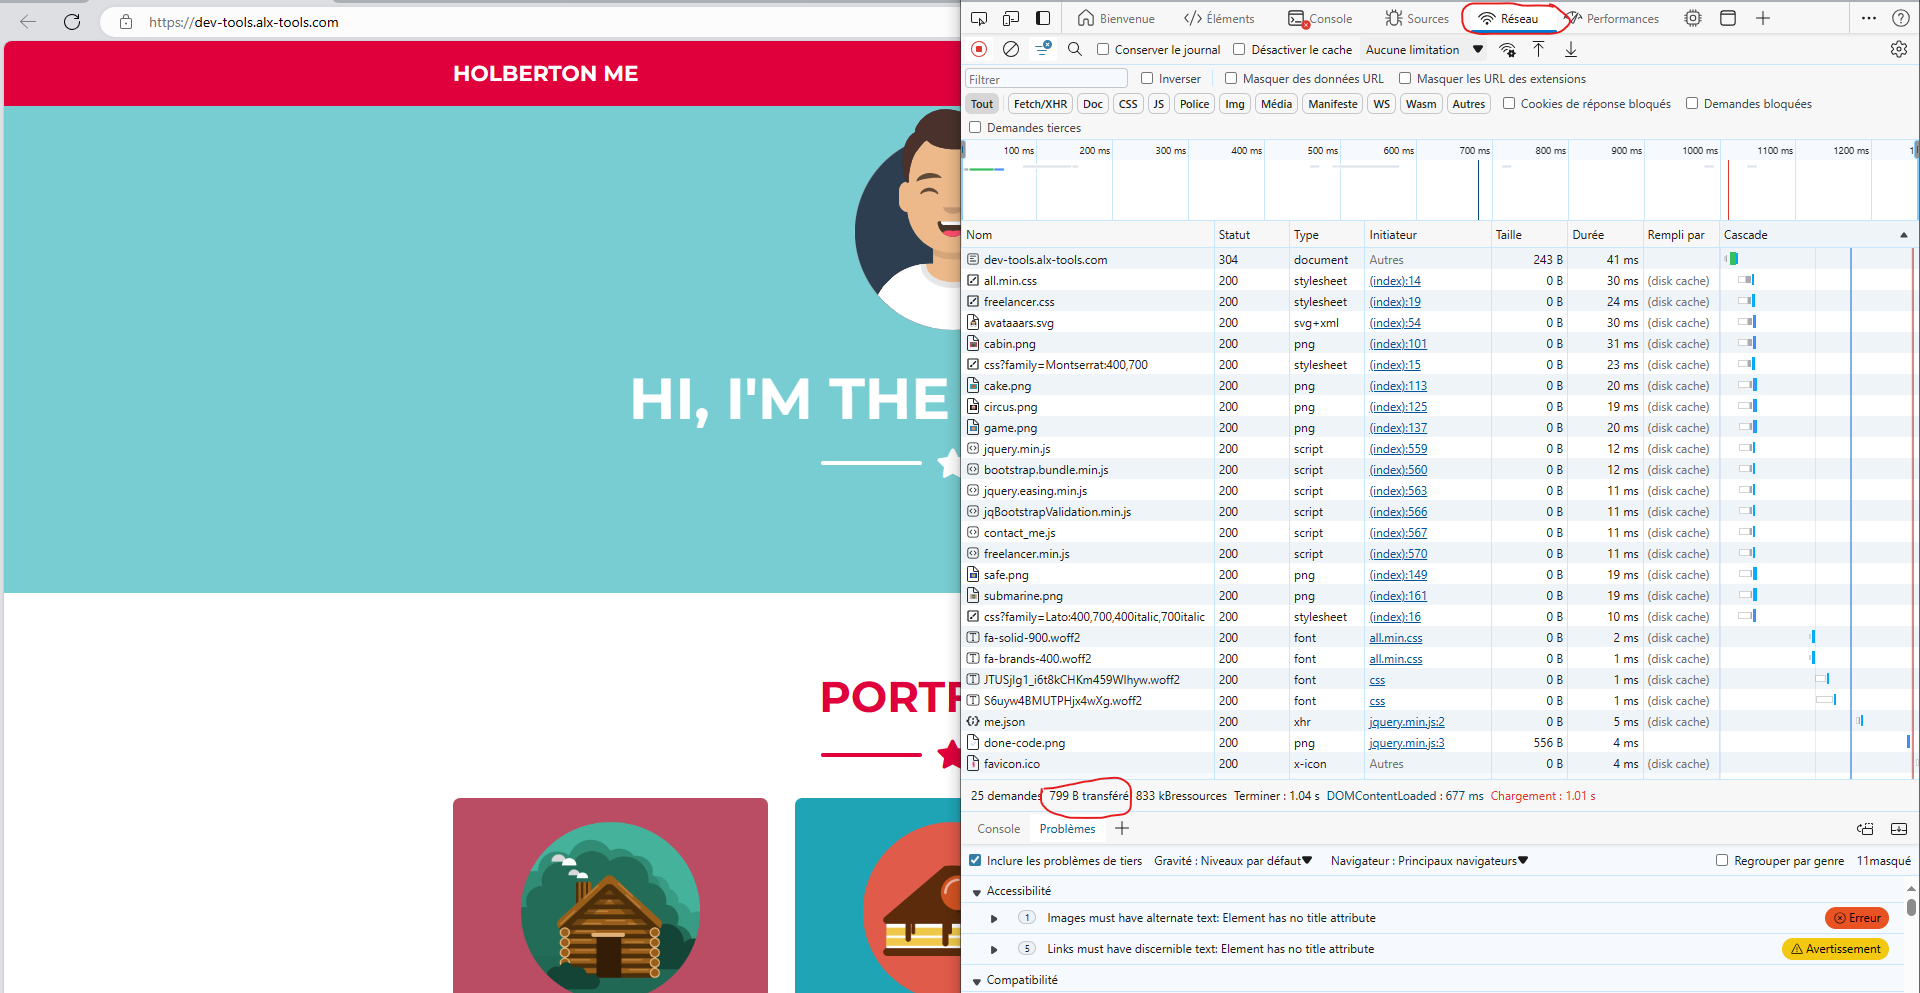 https://dev-tools.alx-tools.com
HOLBERTON ME
HI, I'M THE
PORTF
Bienvenue Éléments Console Sources Réseau Performances
Conserver le journal Désactiver le cache Aucune limitation
Filtrer Inverser Masquer des données URL Masquer les URL des extensions
Tout Fetch/XHR Doc CSS JS Police Img Média Manifeste WS Wasm Autres Cookies de réponse bloqués Demandes bloquées
Demandes tierces
100 ms 200 ms 300 ms 400 ms 500 ms 600 ms 700 ms 800 ms 900 ms 1000 ms 1100 ms 1200 ms
Nom Statut Type Initiateur Taille Durée Rempli par Cascade
dev-tools.alx-tools.com 304 document Autres 243 B 41 ms
all.min.css 200 stylesheet (index):14 0 B 30 ms (disk cache)
freelancer.css 200 stylesheet (index):19 0 B 24 ms (disk cache)
avataaars.svg 200 svg+xml (index):54 0 B 30 ms (disk cache)
cabin.png 200 png (index):101 0 B 31 ms (disk cache)
css?family=Montserrat:400,700 200 stylesheet (index):15 0 B 23 ms (disk cache)
cake.png 200 png (index):113 0 B 20 ms (disk cache)
circus.png 200 png (index):125 0 B 19 ms (disk cache)
game.png 200 png (index):137 0 B 20 ms (disk cache)
jquery.min.js 200 script (index):559 0 B 12 ms (disk cache)
bootstrap.bundle.min.js 200 script (index):560 0 B 12 ms (disk cache)
jquery.easing.min.js 200 script (index):563 0 B 11 ms (disk cache)
jqBootstrapValidation.min.js 200 script (index):566 0 B 11 ms (disk cache)
contact_me.js 200 script (index):567 0 B 11 ms (disk cache)
freelancer.min.js 200 script (index):570 0 B 11 ms (disk cache)
safe.png 200 png (index):149 0 B 19 ms (disk cache)
submarine.png 200 png (index):161 0 B 19 ms (disk cache)
css?family=Lato:400,700,400italic,700italic 200 stylesheet (index):16 0 B 10 ms (disk cache)
fa-solid-900.woff2 200 font all.min.css 0 B 2 ms (disk cache)
fa-brands-400.woff2 200 font all.min.css 0 B 1 ms (disk cache)
JTUSjIg1_i6t8kCHKm459Wlhyw.woff2 200 font css 0 B 1 ms (disk cache)
S6uyw4BMUTPHjx4wXg.woff2 200 font css 0 B 1 ms (disk cache)
me.json 200 xhr jquery.min.js:2 0 B 5 ms (disk cache)
done-code.png 200 png jquery.min.js:3 556 B 4 ms
favicon.ico 200 x-icon Autres 0 B 4 ms (disk cache)
25 demandes 799 B transféré 833 kBressources Terminer : 1.04 s DOMContentLoaded : 677 ms Chargement : 1.01 s
Console Problèmes
Inclure les problèmes de tiers Gravité : Niveaux par défaut Navigateur : Principaux navigateurs Regrouper par genre 11masqué
Accessibilité
1 Images must have alternate text: Element has no title attribute Erreur
5 Links must have discernible text: Element has no title attribute Avertissement
Compatibilité